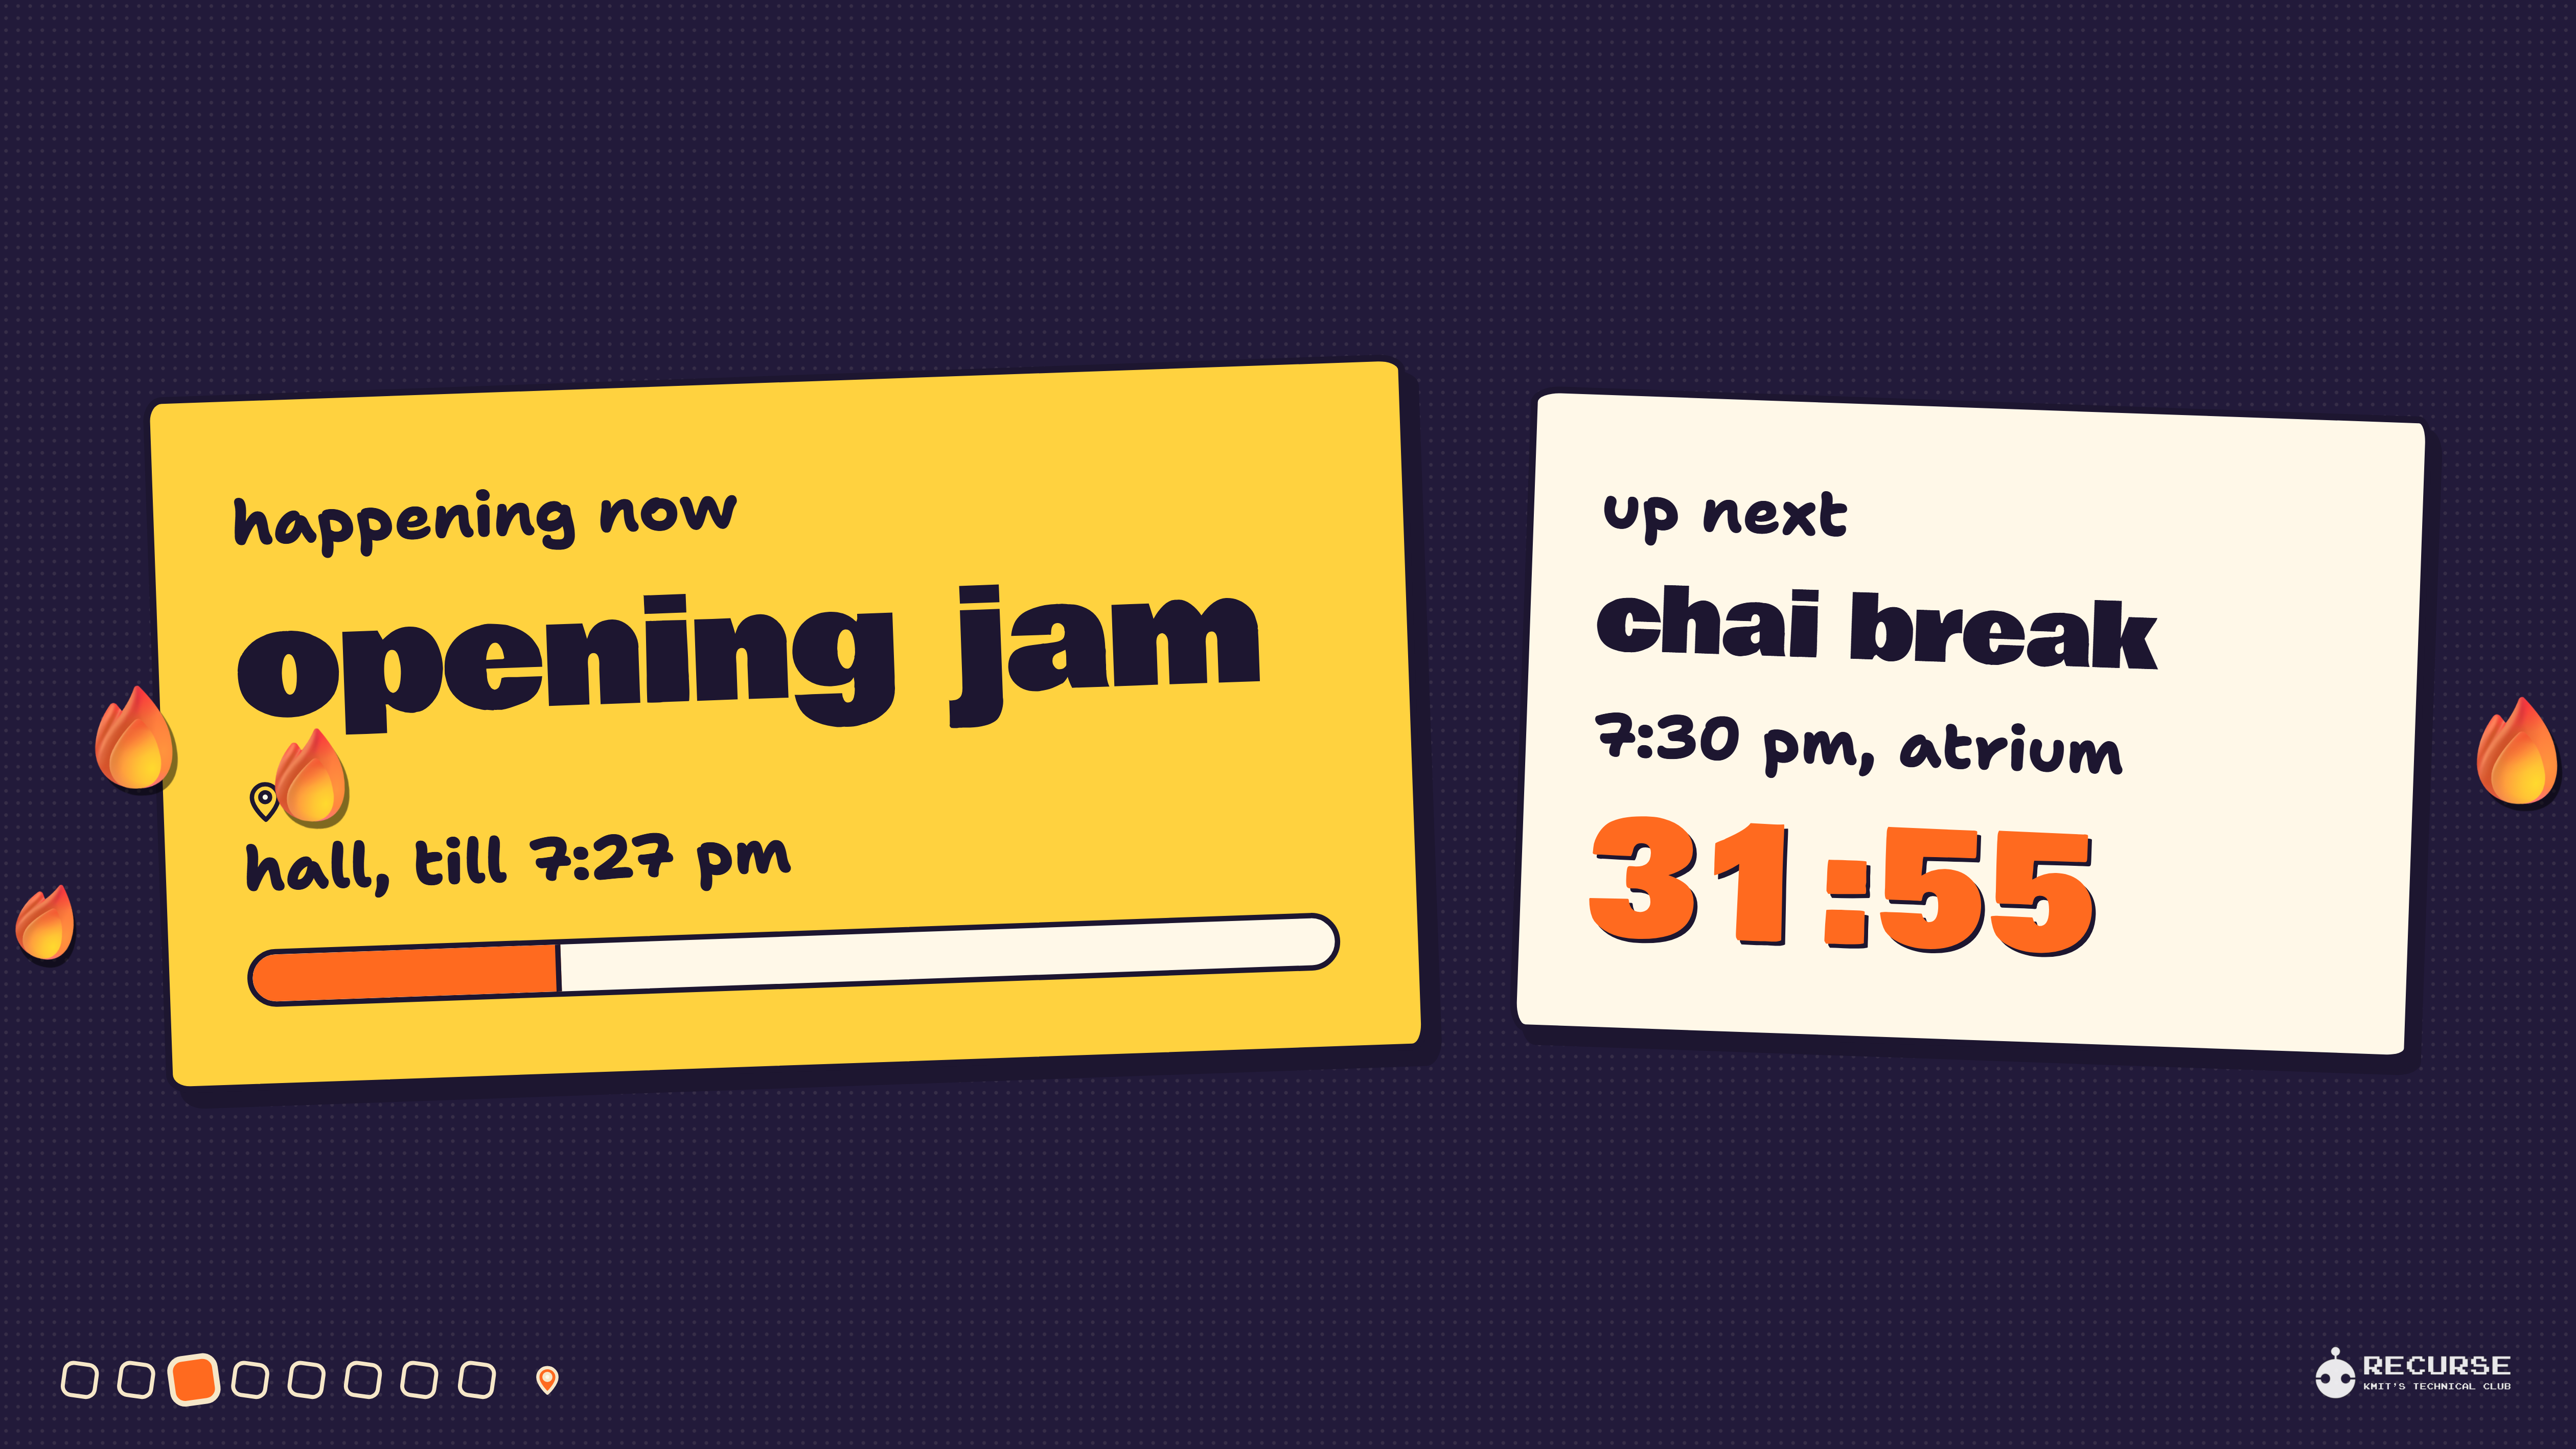 happening now
opening jam
hall, till 7:27 pm
up next
chai break
7:30 pm, atrium
31:55
RECURSE
KMIT'S TECHNICAL CLUB